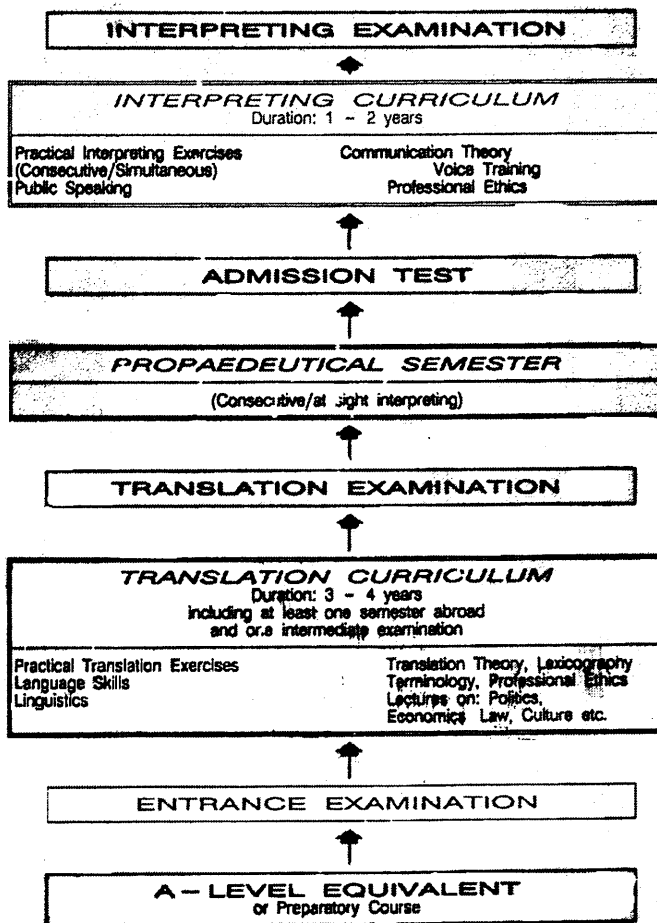 INTERPRETING EXAMINATION
INTERPRETING CURRICULUM
Duration: 1 - 2 years
Practical Interpreting Exercises
(Consecutive/Simultaneous)
Public Speaking
Communication Theory
Voice Training
Professional Ethics
ADMISSION TEST
PROPAEDEUTICAL SEMESTER
(Consecutive/at sight interpreting)
TRANSLATION EXAMINATION
TRANSLATION CURRICULUM
Duration: 3 - 4 years
including at least one semester abroad
and one intermediate examination
Practical Translation Exercises
Language Skills
Linguistics
Translation Theory, Lexicography
Terminology, Professional Ethics
Lectures on: Politics,
Economics Law, Culture etc.
ENTRANCE EXAMINATION
A - LEVEL EQUIVALENT
or Preparatory Course